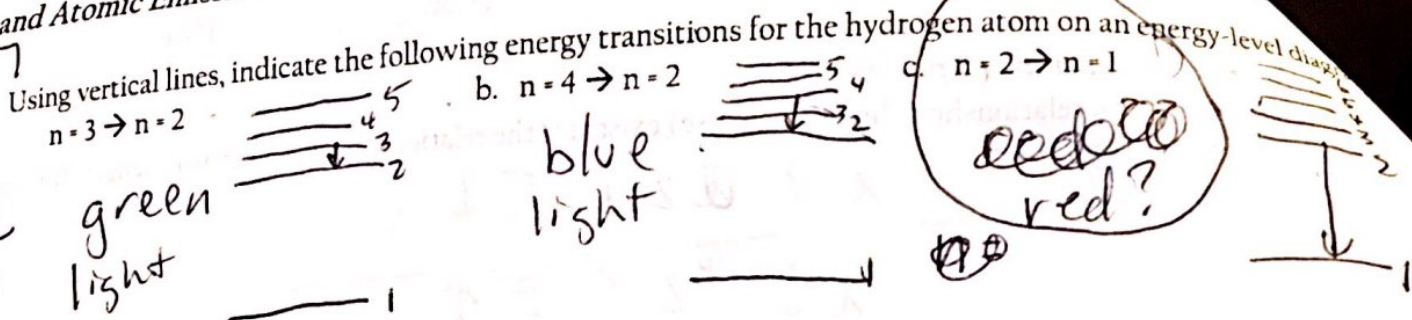 and Atomic
7
Using vertical lines, indicate the following energy transitions for the hydrogen atom on an energy-level
n = 3 → n = 2
5
4
3
2
1
green
light
b. n = 4 → n = 2
5
4
3
2
1
blue
light
c. n = 2 → n = 1
red?
2
1